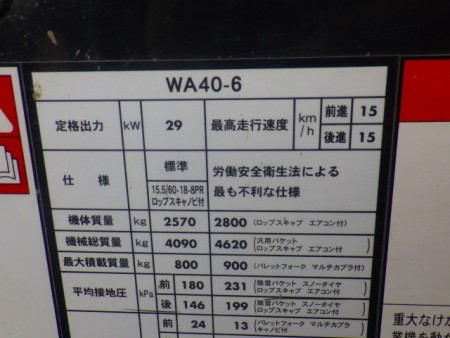 WA40-6
定格出力 kW 29 最高走行速度 km/h 前進 15
後進 15
仕様 標準 労働安全衛生法による
15.5/60-18-8PR 最も不利な仕様
ロップスキャノピ付
機体質量 kg 2570 2800 (ロップスキャブ エアコン付)
機械総質量 kg 4090 4620 (汎用バケット
ロップスキャブ エアコン付)
最大積載質量 kg 800 900 (パレットフォーク マルチカプラ付)
平均接地圧 kPa 前 180 231 (除雪バケット スノータイヤ
ロップスキャブ エアコン付)
後 146 199 (除雪バケット スノータイヤ
ロップスキャブ エアコン付)
前 24 13 (パレットフォーク マルチカプラ
キャノピ付)
重大なけか
業機を動か